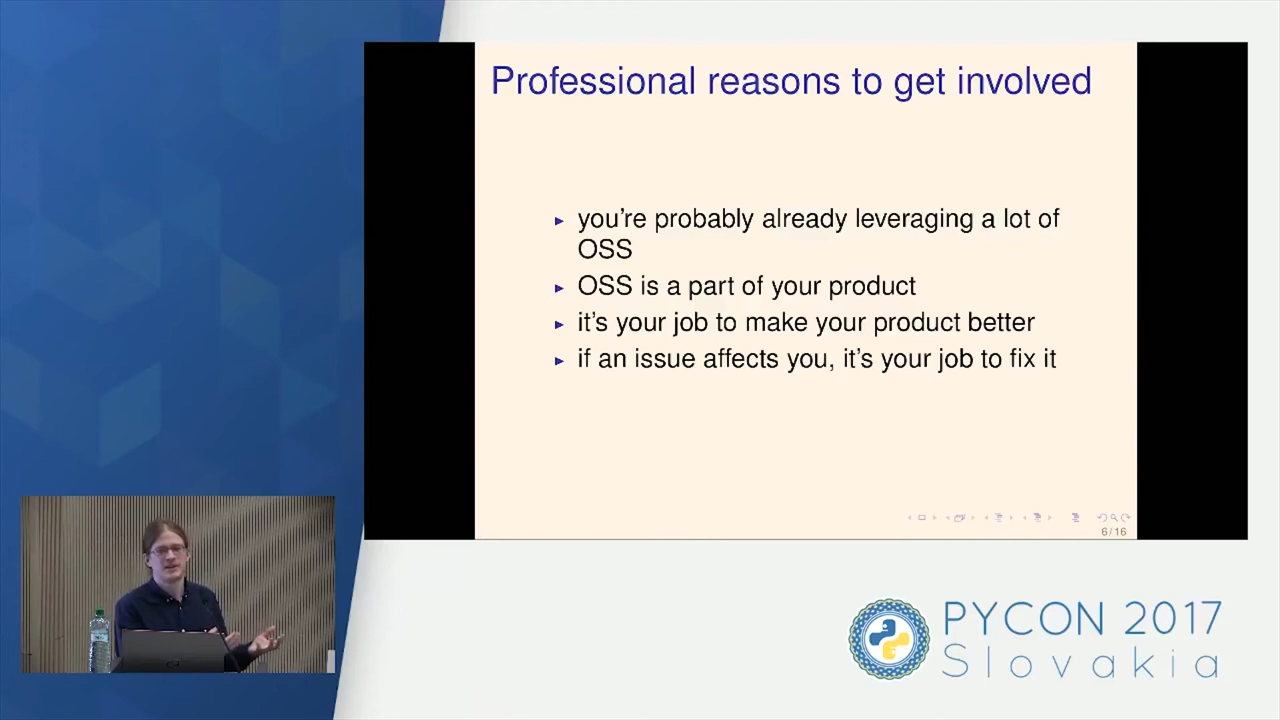 Professional reasons to get involved
you're probably already leveraging a lot of
OSS
OSS is a part of your product
it's your job to make your product better
if an issue affects you, it's your job to fix it
6/16
PYCON 2017
Slovakia